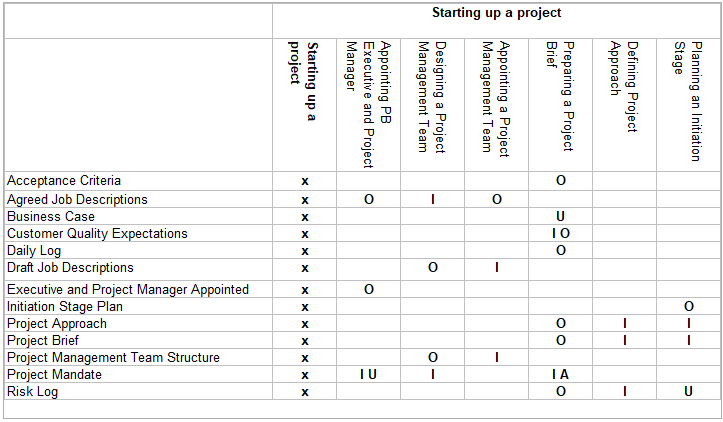 Starting up a project
Starting up a
project
Appointing PB
Executive and Project
Manager
Designing a Project
Management Team
Appointing a Project
Management Team
Preparing a Project
Brief
Defining Project
Approach
Planning an Initiation
Stage
Acceptance Criteria x O
Agreed Job Descriptions x O I O
Business Case x U
Customer Quality Expectations x I O
Daily Log x O
Draft Job Descriptions x O I
Executive and Project Manager Appointed x O
Initiation Stage Plan x O
Project Approach x O I I
Project Brief x O I I
Project Management Team Structure x O I
Project Mandate x I U I I A
Risk Log x O I U